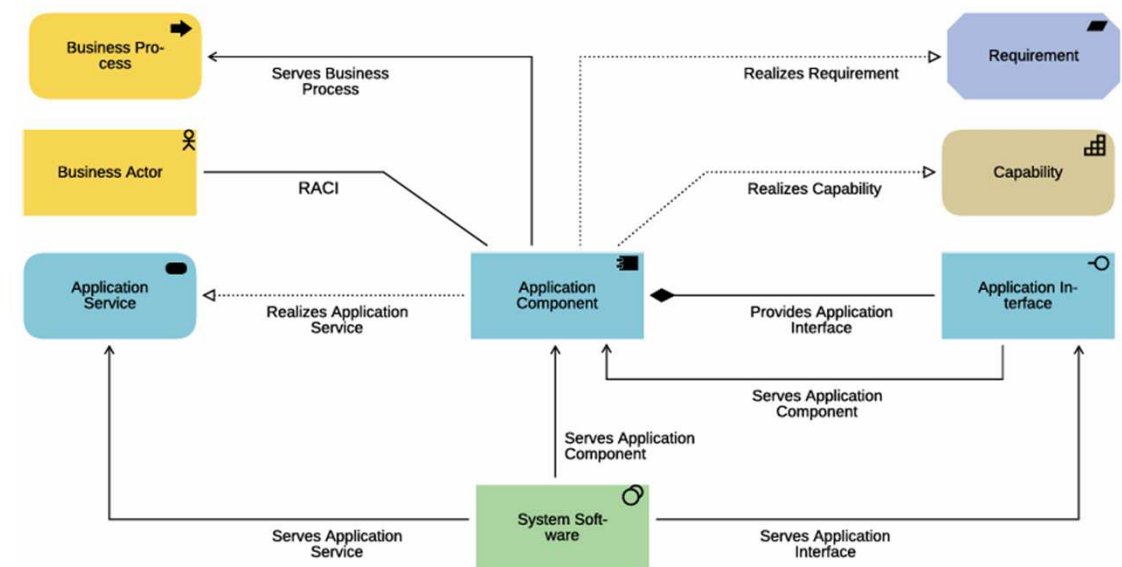 Business Pro-
cess
Serves Business
Process
Realizes Requirement
Requirement
Business Actor
RACI
Realizes Capability
Capability
Application
Service
Realizes Application
Service
Application
Component
Provides Application
Interface
Application In-
terface
Serves Application
Component
Serves Application
Component
Serves Application
Service
System Soft-
ware
Serves Application
Interface